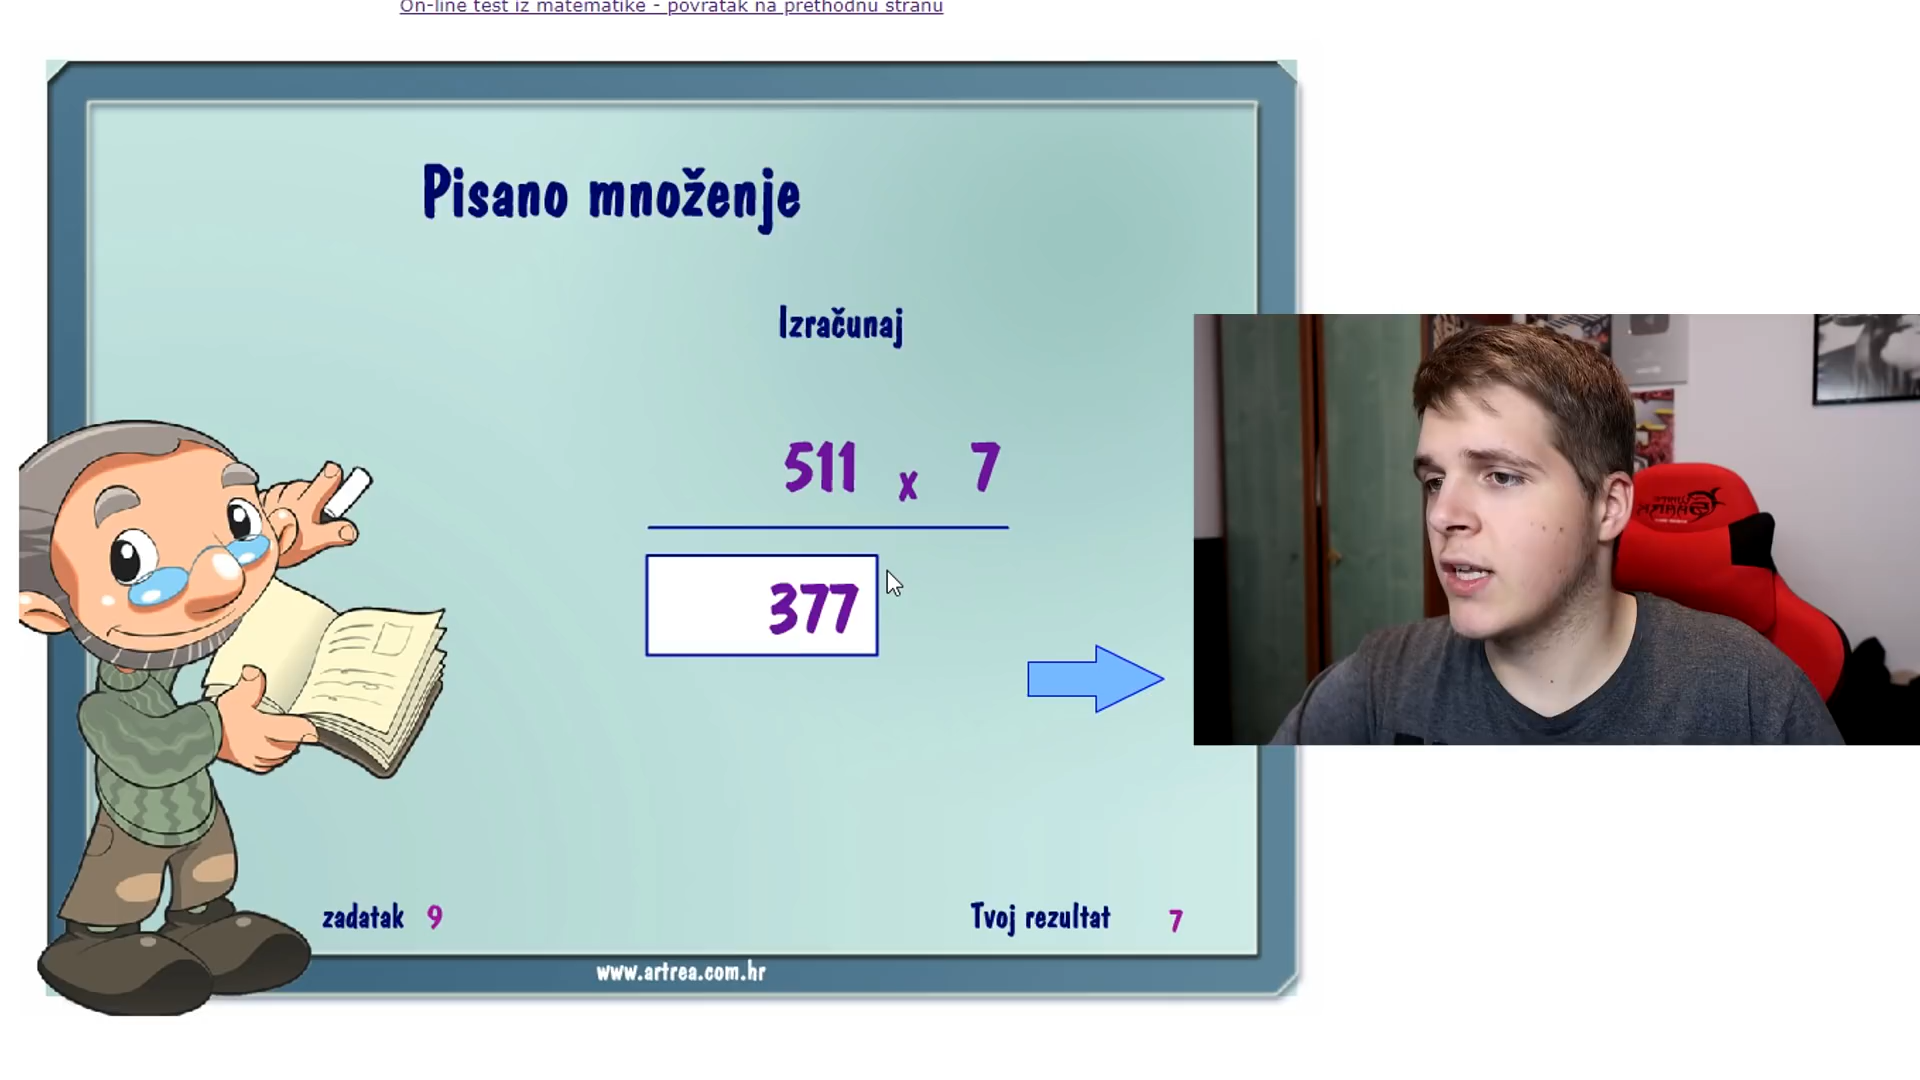 On-line test iz matematike - povratak na prethodnu stranu
Pisano množenje
Izračunaj
511 x 7
377
zadatak 9
Tvoj rezultat 7
www.artrea.com.hr